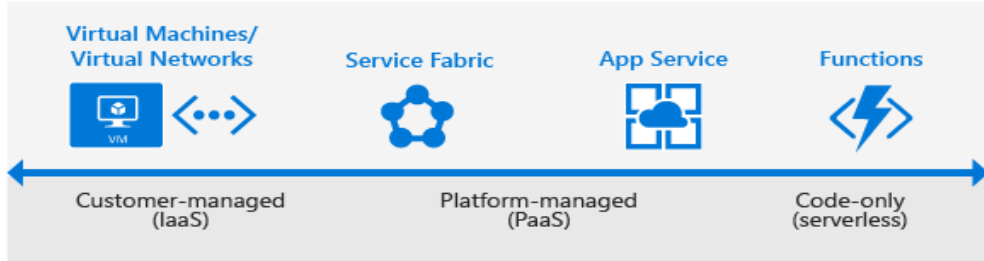 Virtual Machines/
Virtual Networks
Service Fabric
App Service
Functions
VM
Customer-managed
(IaaS)
Platform-managed
(PaaS)
Code-only
(serverless)